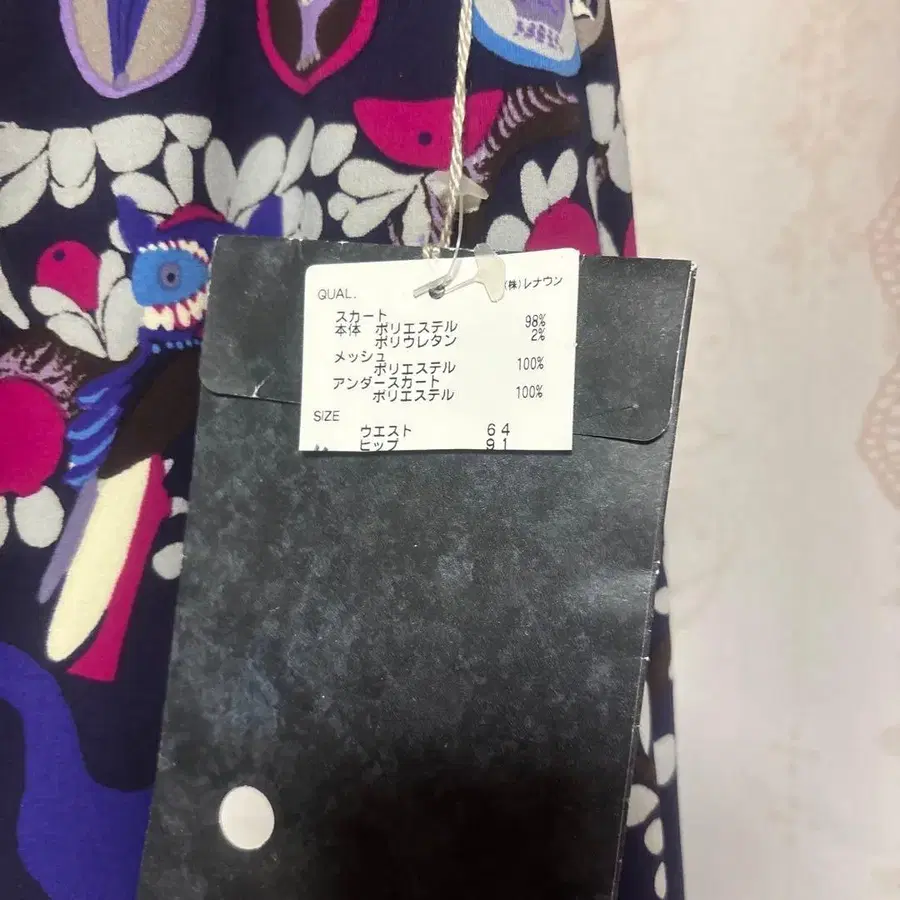 QUAL.
(株)レナウン
スカート
本体 ポリエステル 98%
ポリウレタン 2%
メッシュ
ポリエステル 100%
アンダースカート
ポリエステル 100%
SIZE
ウエスト 64
ヒップ 91